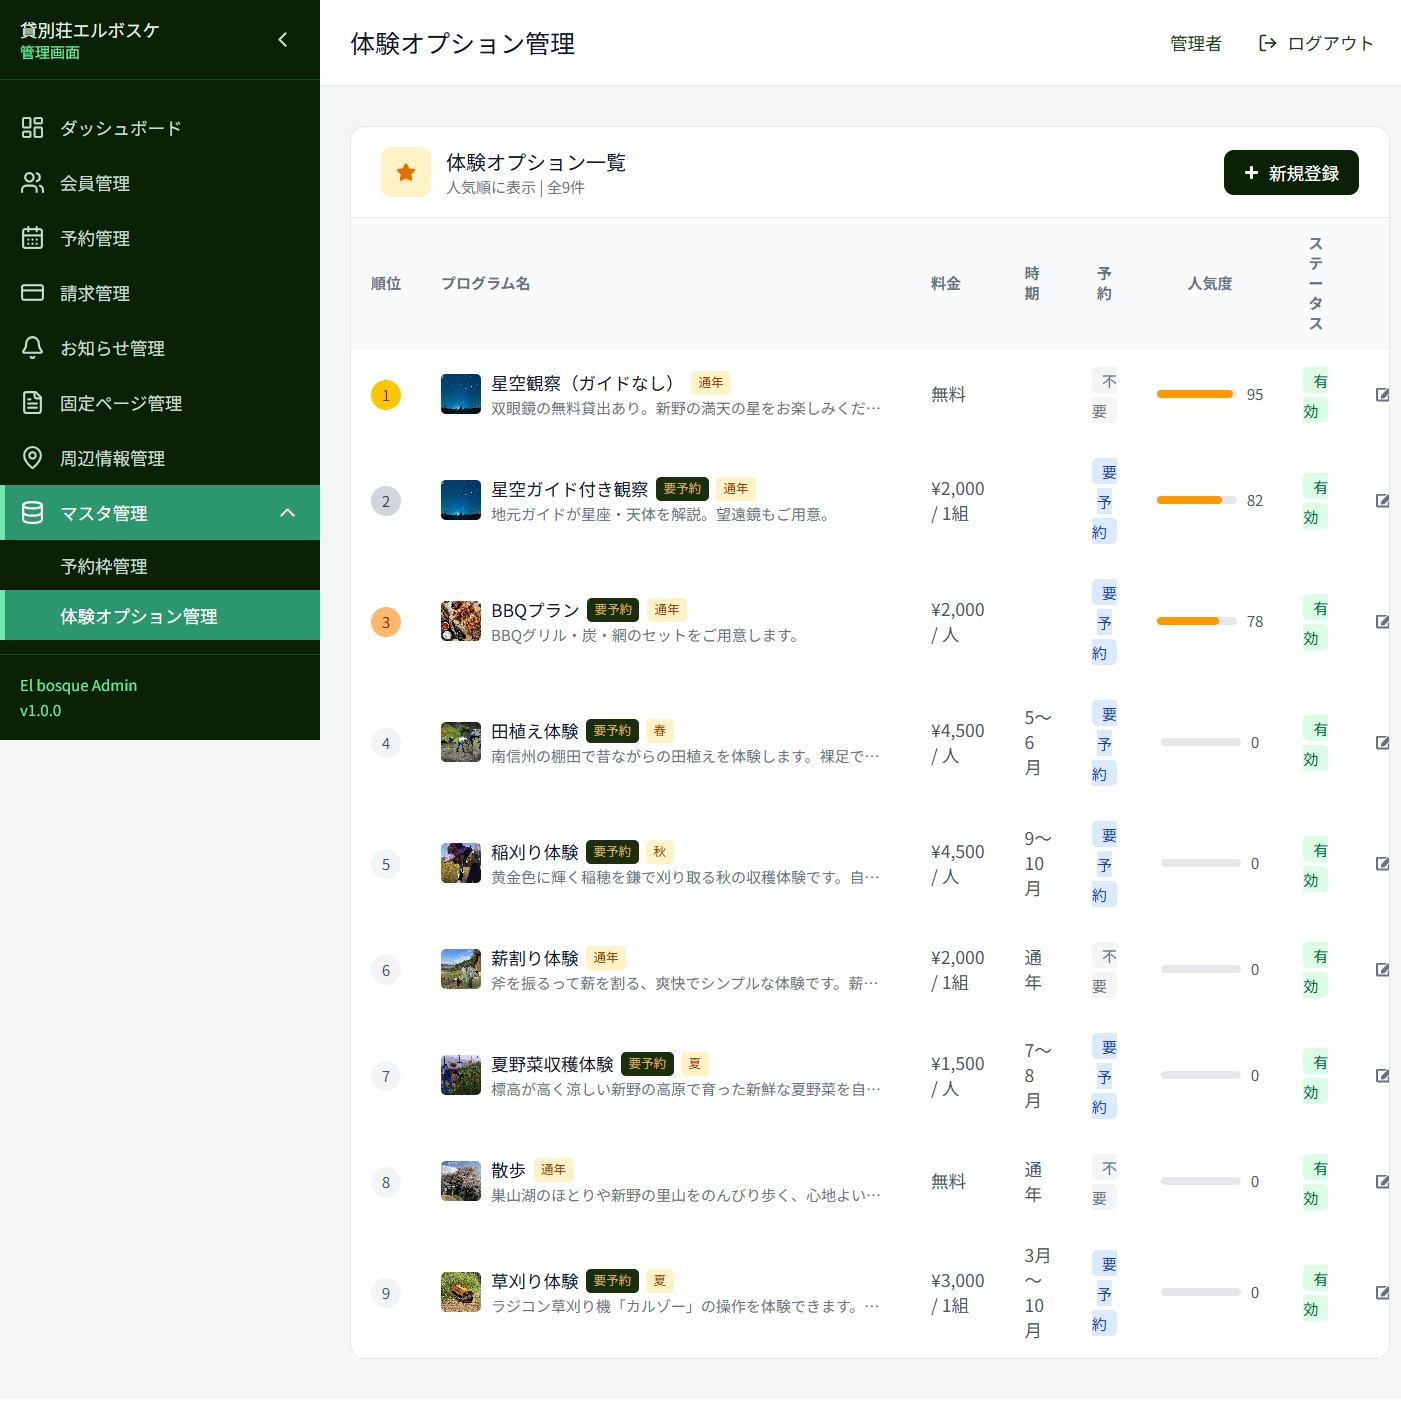 貸別荘エルボスケ
管理画面
体験オプション管理
管理者
ログアウト
ダッシュボード
会員管理
予約管理
請求管理
お知らせ管理
固定ページ管理
周辺情報管理
マスタ管理
予約枠管理
体験オプション管理
El bosque Admin
v1.0.0
体験オプション一覧
人気順に表示 | 全9件
新規登録
順位 プログラム名 料金 時期 予約 人気度 ステータス
1 星空観察（ガイドなし） 通年 無料 不要 95 有効
双眼鏡の無料貸出あり。新野の満天の星をお楽しみくだ…
2 星空ガイド付き観察 要予約 通年 ¥2,000 / 1組 要予約 82 有効
地元ガイドが星座・天体を解説。望遠鏡もご用意。
3 BBQプラン 要予約 通年 ¥2,000 / 人 要予約 78 有効
BBQグリル・炭・網のセットをご用意します。
4 田植え体験 要予約 春 ¥4,500 / 人 5〜6月 要予約 0 有効
南信州の棚田で昔ながらの田植えを体験します。裸足で…
5 稲刈り体験 要予約 秋 ¥4,500 / 人 9〜10月 要予約 0 有効
黄金色に輝く稲穂を鎌で刈り取る秋の収穫体験です。自…
6 薪割り体験 通年 ¥2,000 / 1組 通年 不要 0 有効
斧を振るって薪を割る、爽快でシンプルな体験です。薪…
7 夏野菜収穫体験 要予約 夏 ¥1,500 / 人 7〜8月 要予約 0 有効
標高が高く涼しい新野の高原で育った新鮮な夏野菜を自…
8 散歩 通年 無料 通年 不要 0 有効
巣山湖のほとりや新野の里山をのんびり歩く、心地よい…
9 草刈り体験 要予約 夏 ¥3,000 / 1組 3月〜10月 要予約 0 有効
ラジコン草刈り機「カルゾー」の操作を体験できます。…